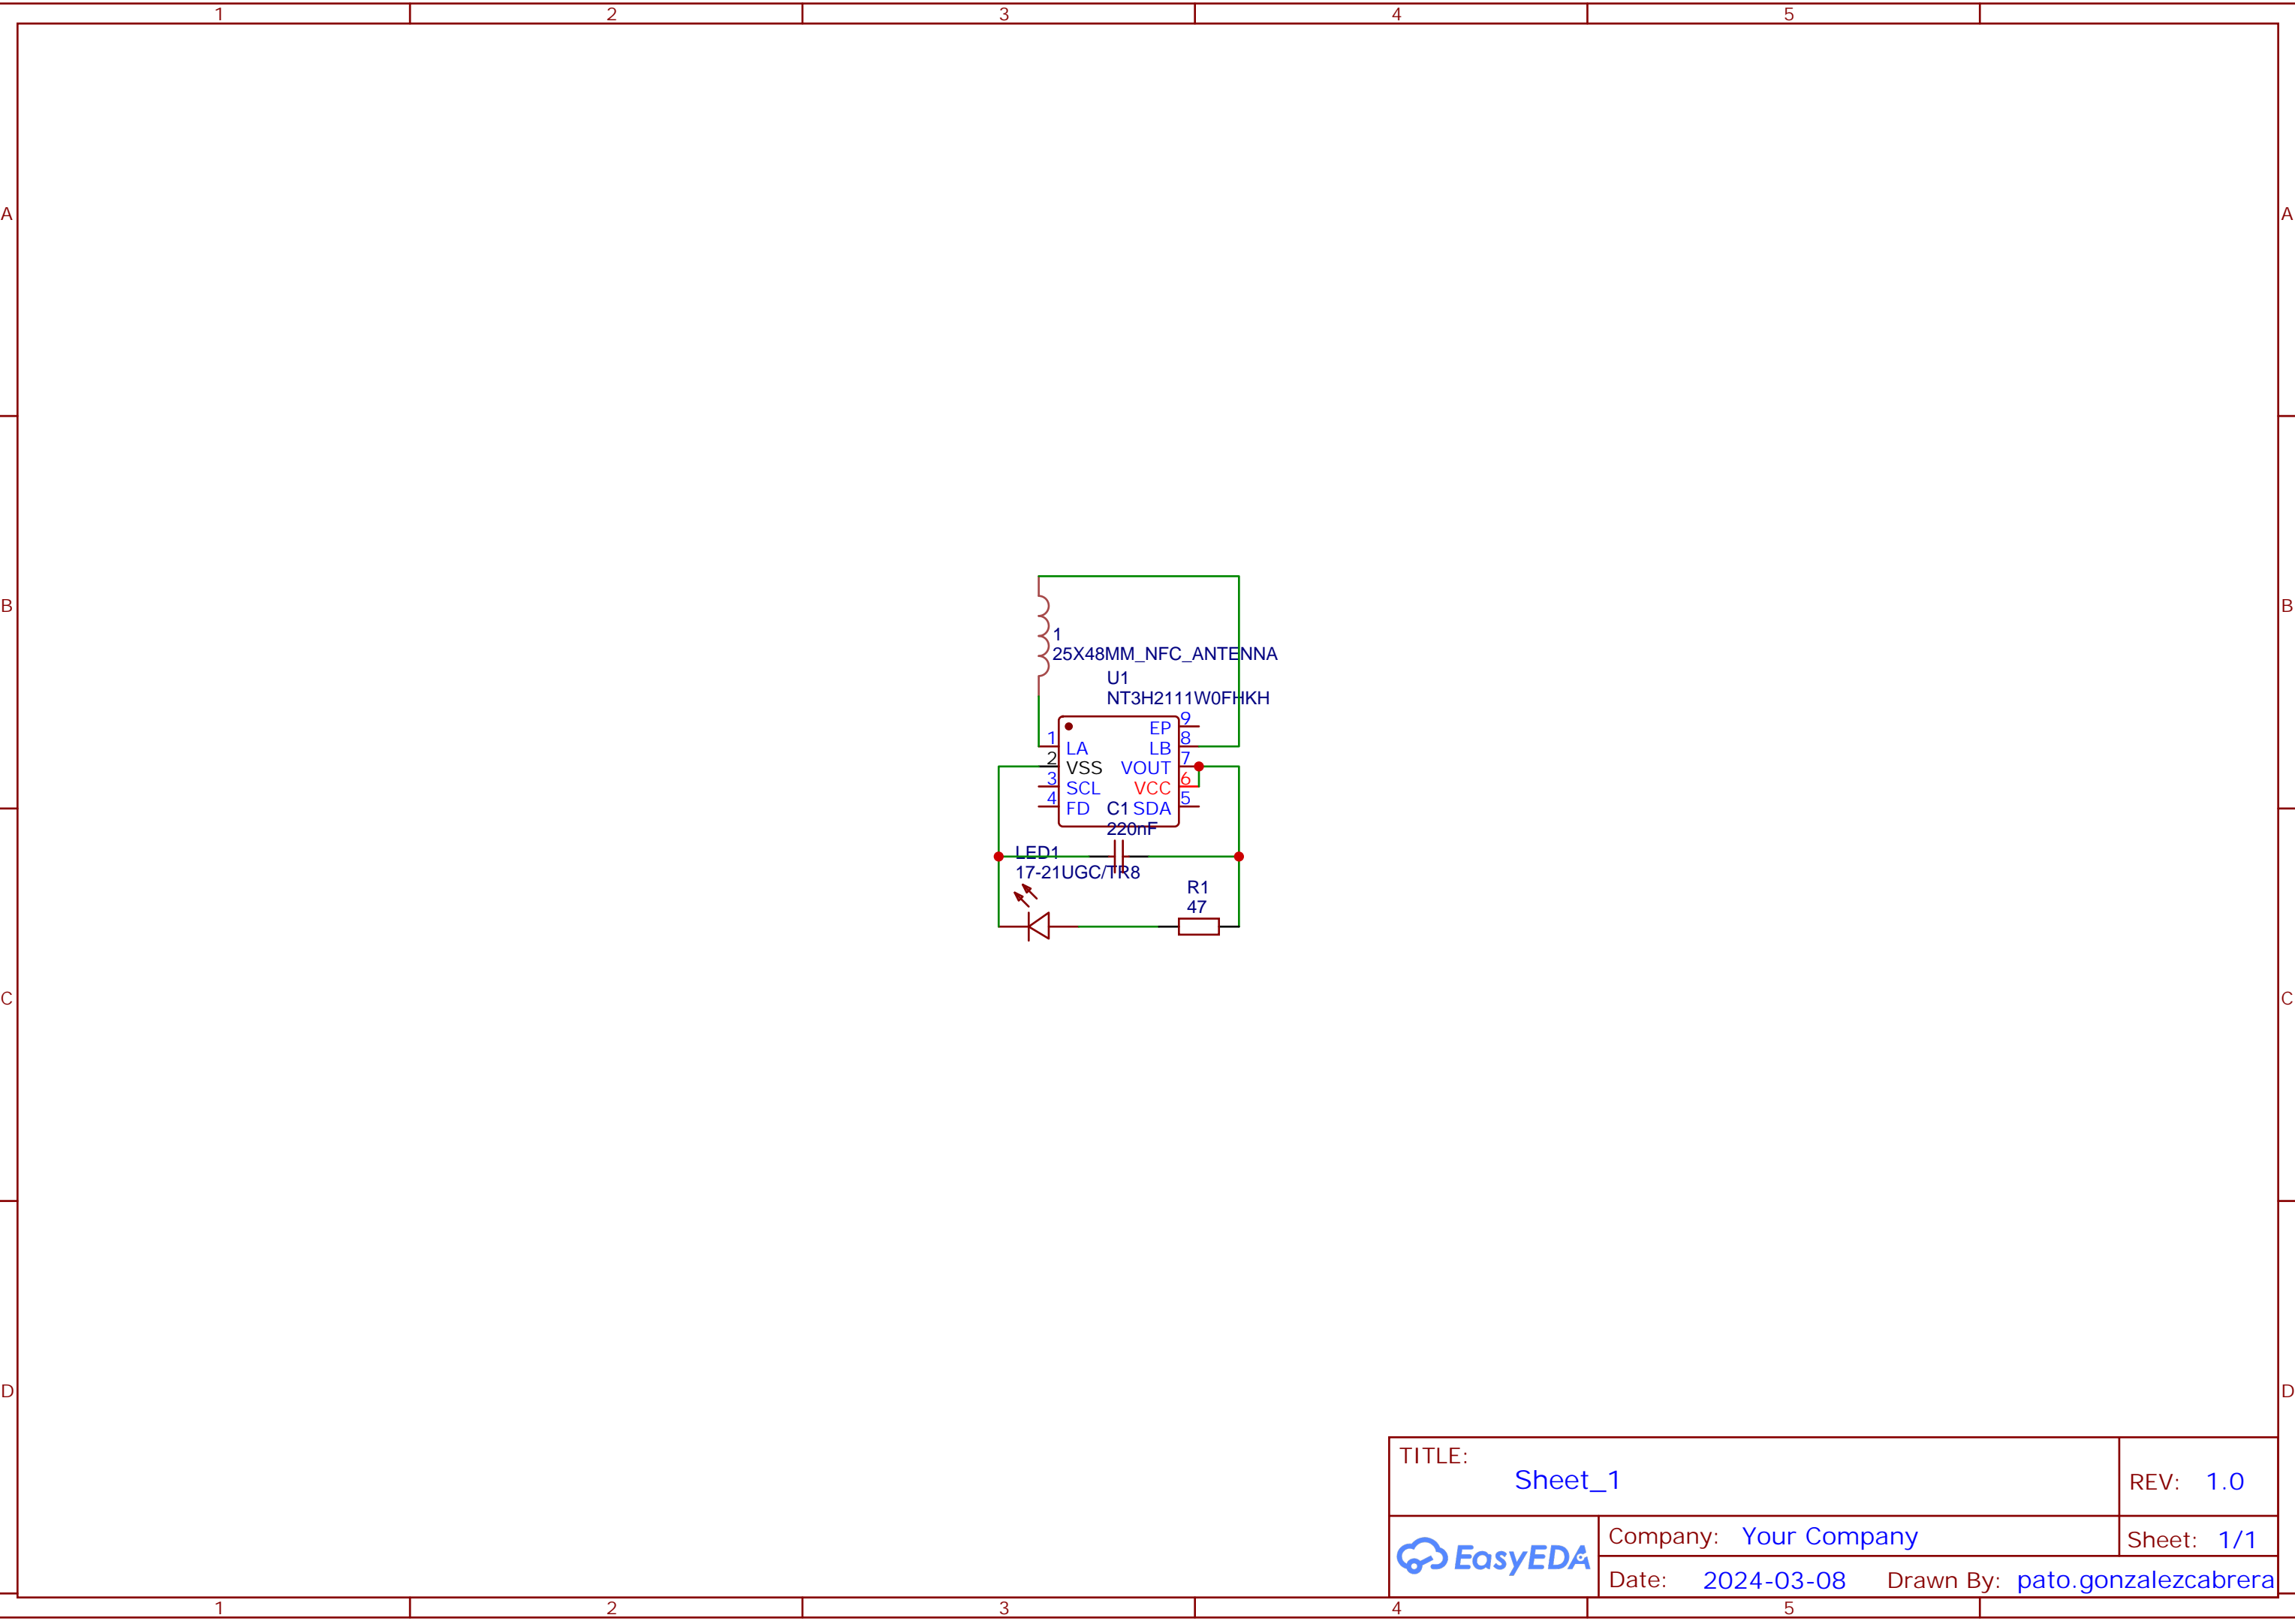 1 2 3 4 5
A A
B B
1
25X48MM_NFC_ANTENNA
U1
NT3H2111W0FHKH
EP 9
1 LA LB 8
2 VSS VOUT 7
3 SCL VCC 6
4 FD SDA 5
C1
220nF
LED1
17-21UGC/TR8
R1
47
C C
D D
TITLE:
Sheet_1
REV: 1.0
EasyEDA
Company: Your Company
Sheet: 1/1
Date: 2024-03-08 Drawn By: pato.gonzalezcabrera
1 2 3 4 5